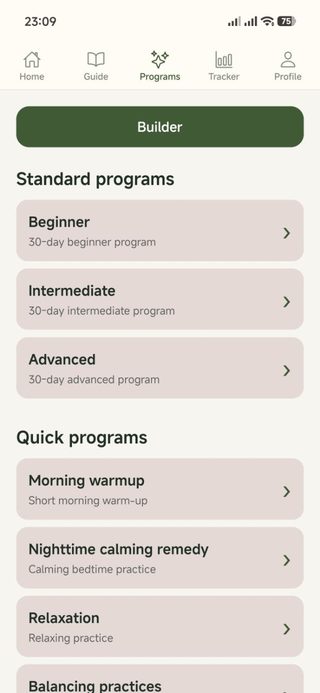 23:09
75
Home
Guide
Programs
Tracker
Profile
Builder
Standard programs
Beginner
30-day beginner program
Intermediate
30-day intermediate program
Advanced
30-day advanced program
Quick programs
Morning warmup
Short morning warm-up
Nighttime calming remedy
Calming bedtime practice
Relaxation
Relaxing practice
Balancing practices